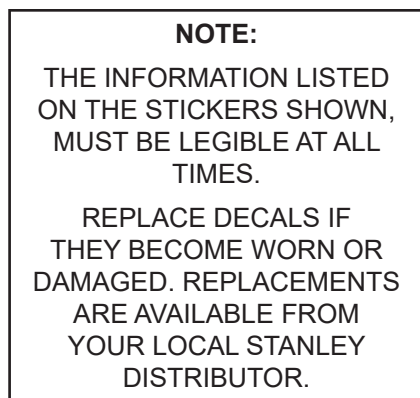 NOTE:
THE INFORMATION LISTED
ON THE STICKERS SHOWN,
MUST BE LEGIBLE AT ALL
TIMES.
REPLACE DECALS IF
THEY BECOME WORN OR
DAMAGED. REPLACEMENTS
ARE AVAILABLE FROM
YOUR LOCAL STANLEY
DISTRIBUTOR.